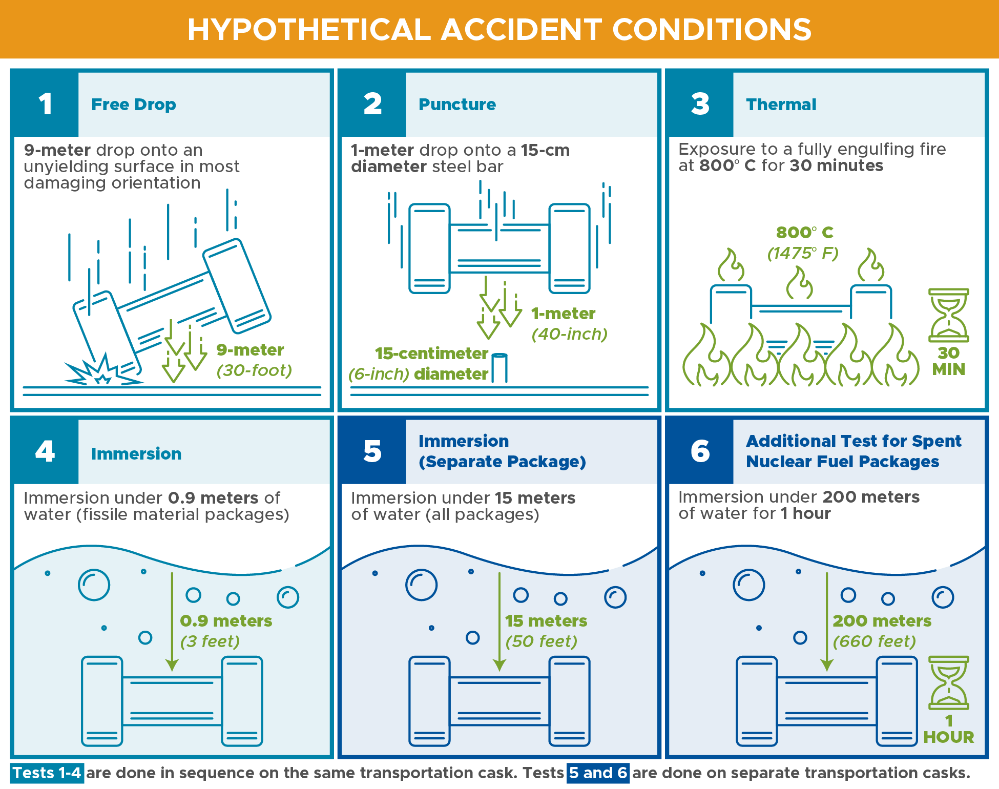 HYPOTHETICAL ACCIDENT CONDITIONS
1
Free Drop
9-meter drop onto an
unyielding surface in most
damaging orientation
9-meter
(30-foot)
2
Puncture
1-meter drop onto a 15-cm
diameter steel bar
1-meter
(40-inch)
15-centimeter
(6-inch) diameter
3
Thermal
Exposure to a fully engulfing fire
at 800° C for 30 minutes
800° C
(1475° F)
30
MIN
4
Immersion
Immersion under 0.9 meters of
water (fissile material packages)
0.9 meters
(3 feet)
5
Immersion
(Separate Package)
Immersion under 15 meters
of water (all packages)
15 meters
(50 feet)
6
Additional Test for Spent
Nuclear Fuel Packages
Immersion under 200 meters
of water for 1 hour
200 meters
(660 feet)
1
HOUR
Tests 1-4 are done in sequence on the same transportation cask. Tests 5 and 6 are done on separate transportation casks.